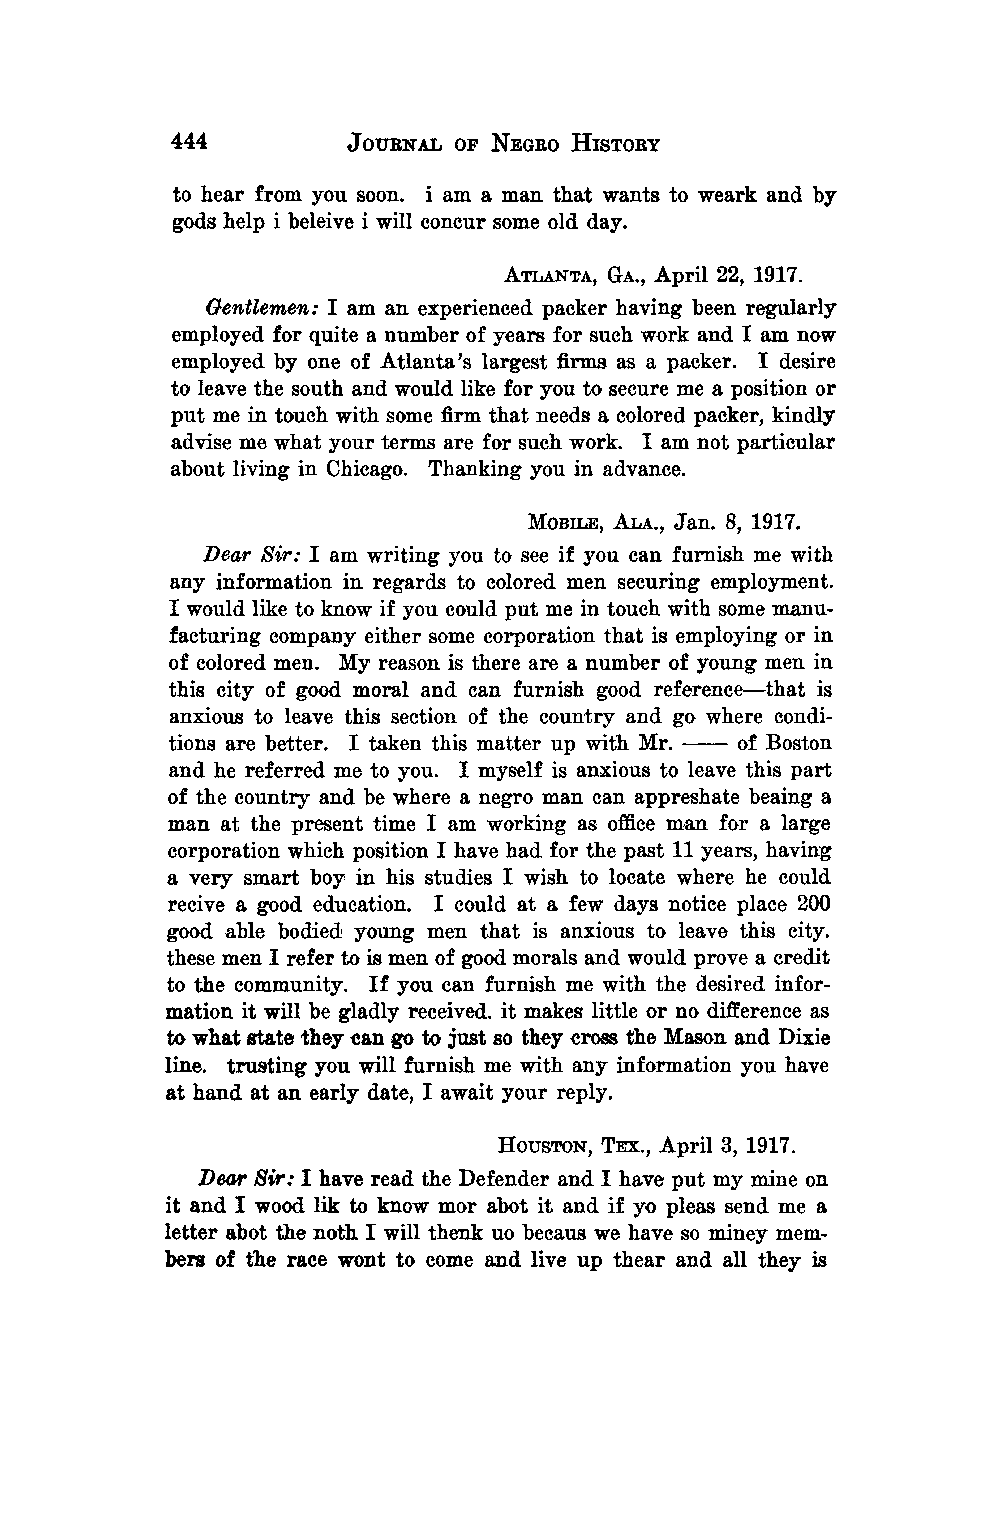 444 JOURNAL OF NEGRO HISTORY
to hear from you soon. i am a man that wants to weark and by
gods help i beleive i will concur some old day.
ATLANTA, GA., April 22, 1917.
Gentlemen: I am an experienced packer having been regularly
employed for quite a number of years for such work and I am now
employed by one of Atlanta's largest firms as a packer. I desire
to leave the south and would like for you to secure me a position or
put me in touch with some firm that needs a colored packer, kindly
advise me what your terms are for such work. I am not particular
about living in Chicago. Thanking you in advance.
MOBILE, ALA., Jan. 8, 1917.
Dear Sir: I am writing you to see if you can furnish me with
any information in regards to colored men securing employment.
I would like to know if you could put me in touch with some manu-
facturing company either some corporation that is employing or in
of colored men. My reason is there are a number of young men in
this city of good moral and can furnish good reference—that is
anxious to leave this section of the country and go where condi-
tions are better. I taken this matter up with Mr. —— of Boston
and he referred me to you. I myself is anxious to leave this part
of the country and be where a negro man can appreshate beaing a
man at the present time I am working as office man for a large
corporation which position I have had for the past 11 years, having
a very smart boy in his studies I wish to locate where he could
recive a good education. I could at a few days notice place 200
good able bodied young men that is anxious to leave this city.
these men I refer to is men of good morals and would prove a credit
to the community. If you can furnish me with the desired infor-
mation it will be gladly received. it makes little or no difference as
to what state they can go to just so they cross the Mason and Dixie
line. trusting you will furnish me with any information you have
at hand at an early date, I await your reply.
HOUSTON, TEX., April 3, 1917.
Dear Sir: I have read the Defender and I have put my mine on
it and I wood lik to know mor abot it and if yo pleas send me a
letter abot the noth I will thenk uo becaus we have so miney mem-
bers of the race wont to come and live up thear and all they is